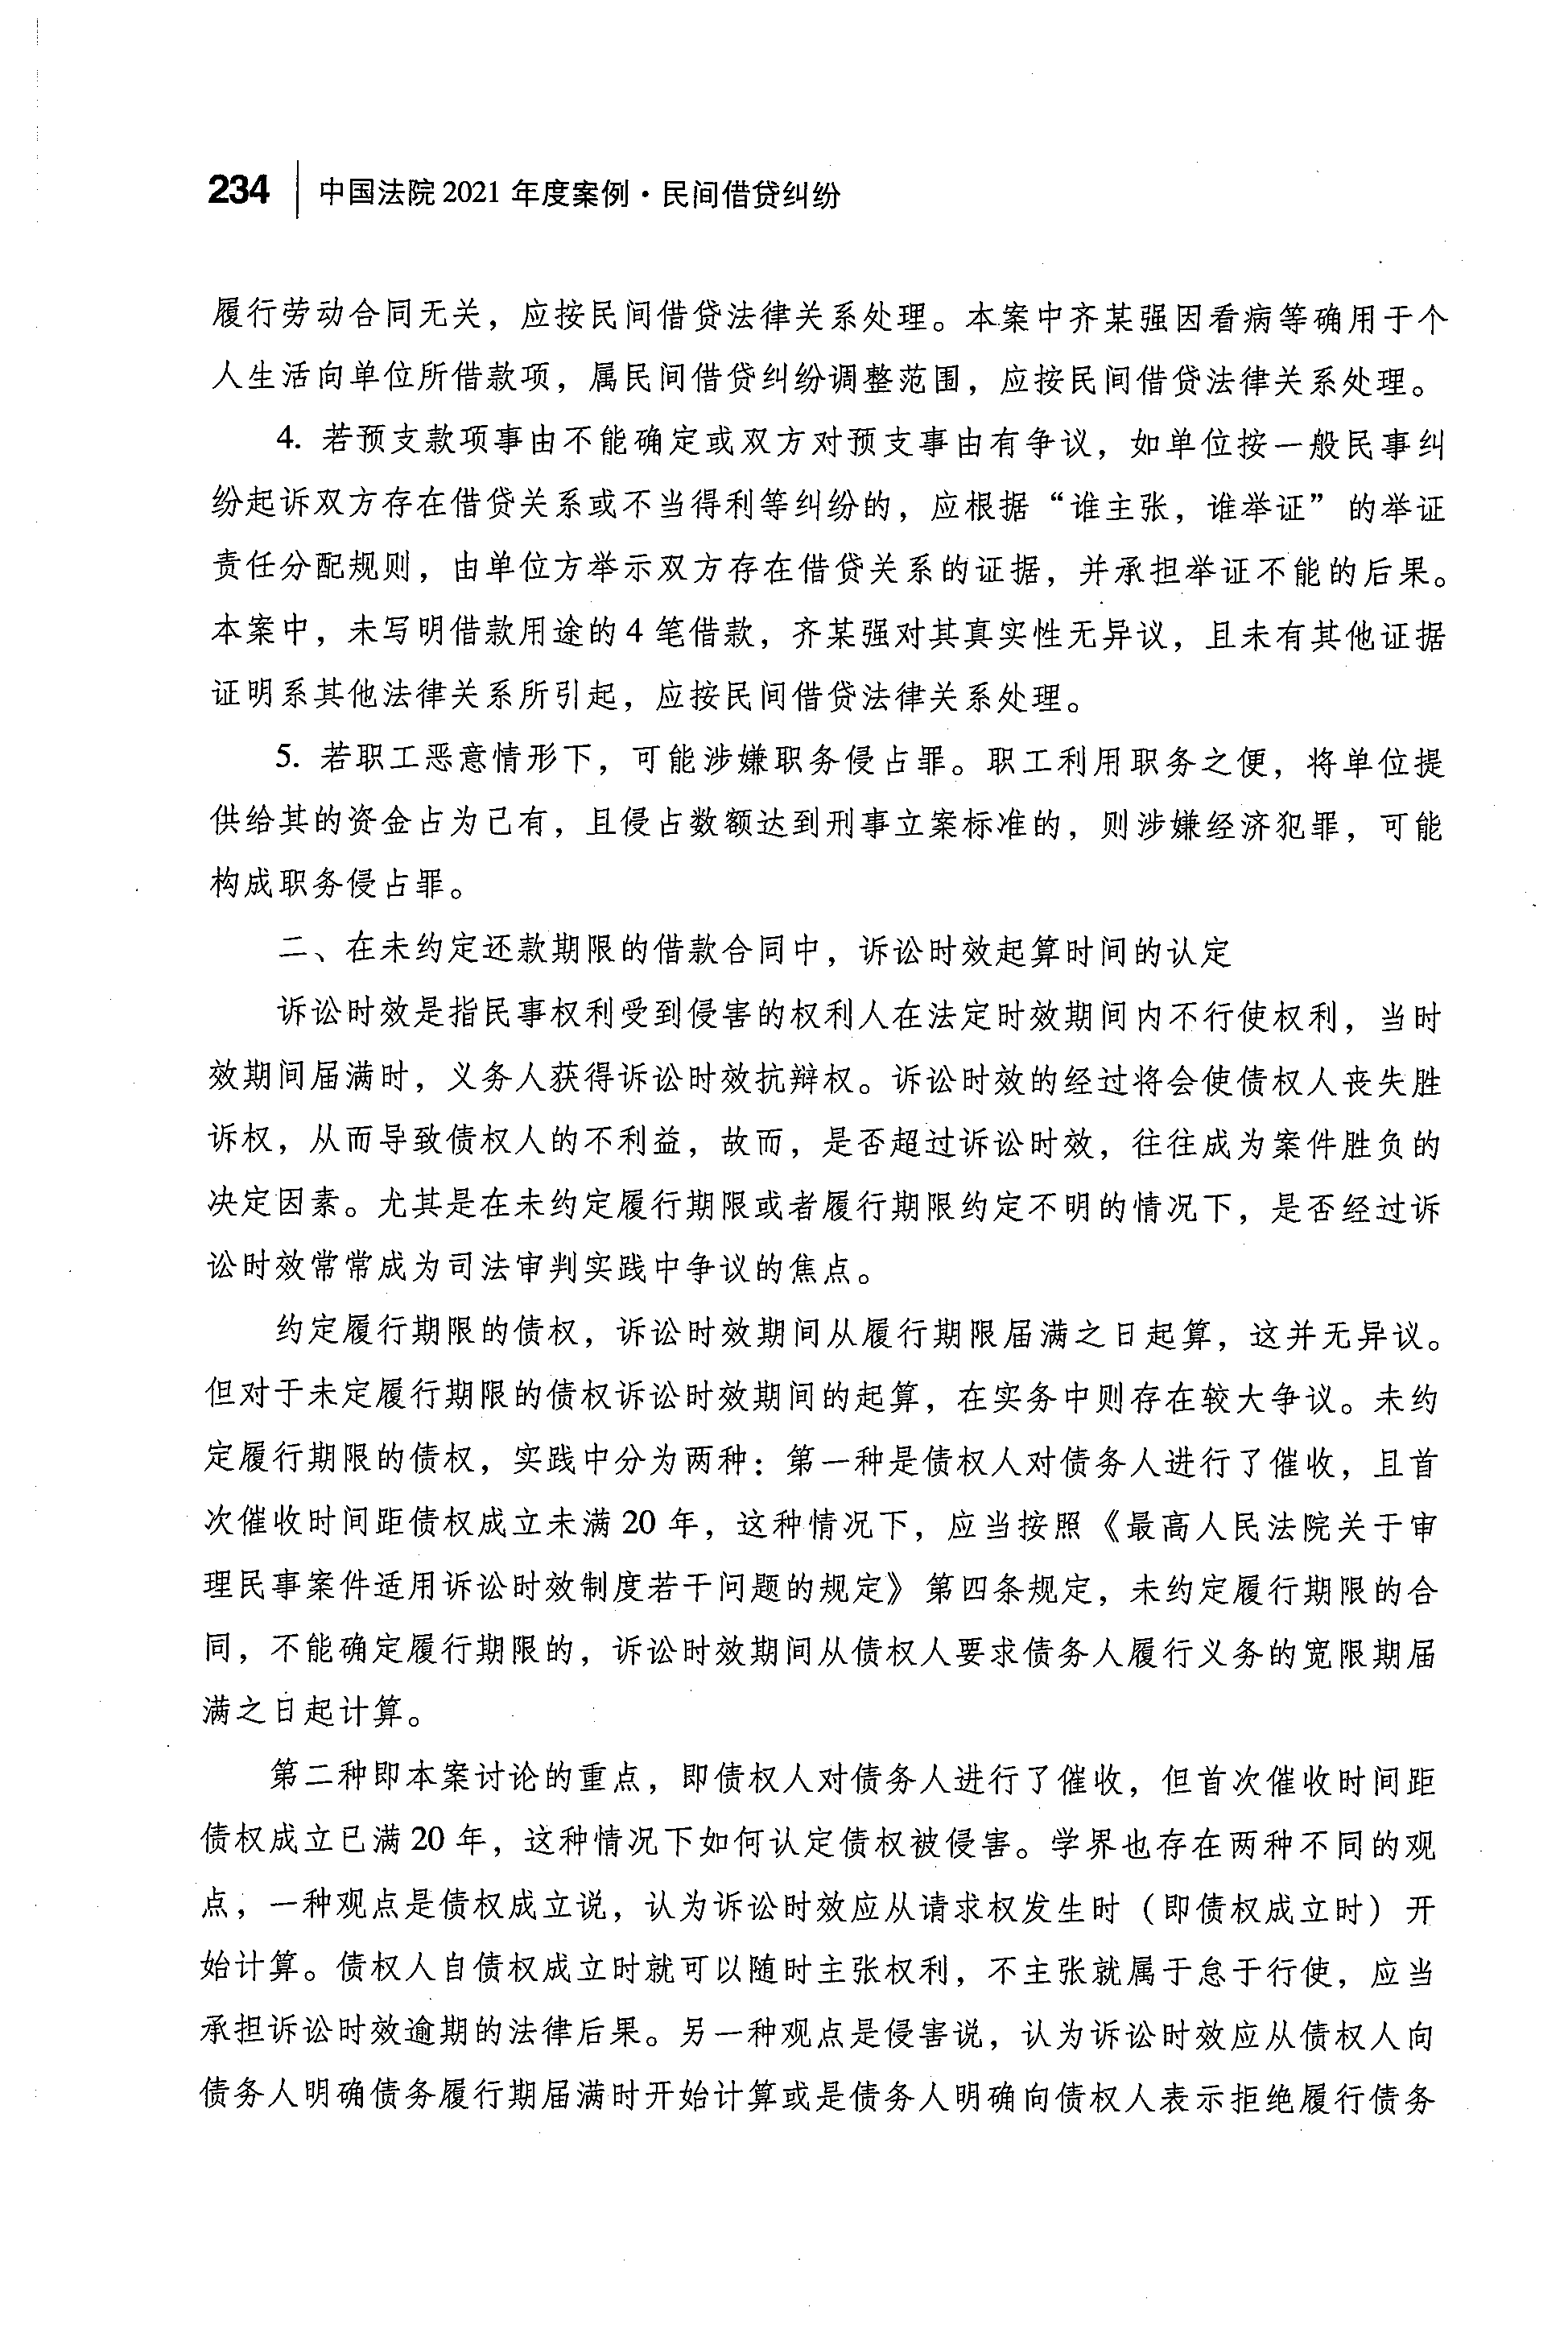 234 中国法院 2021 年度案例·民间借贷纠纷
履行劳动合同无关，应按民间借贷法律关系处理。本案中齐某强因看病等确用于个
人生活向单位所借款项，属民间借贷纠纷调整范围，应按民间借贷法律关系处理。
4. 若预支款项事由不能确定或双方对预支事由有争议，如单位按一般民事纠
纷起诉双方存在借贷关系或不当得利等纠纷的，应根据“谁主张，谁举证”的举证
责任分配规则，由单位方举示双方存在借贷关系的证据，并承担举证不能的后果。
本案中，未写明借款用途的 4 笔借款，齐某强对其真实性无异议，且未有其他证据
证明系其他法律关系所引起，应按民间借贷法律关系处理。
5. 若职工恶意情形下，可能涉嫌职务侵占罪。职工利用职务之便，将单位提
供给其的资金占为己有，且侵占数额达到刑事立案标准的，则涉嫌经济犯罪，可能
构成职务侵占罪。
二、在未约定还款期限的借款合同中，诉讼时效起算时间的认定
诉讼时效是指民事权利受到侵害的权利人在法定时效期间内不行使权利，当时
效期间届满时，义务人获得诉讼时效抗辩权。诉讼时效的经过将会使债权人丧失胜
诉权，从而导致债权人的不利益，故而，是否超过诉讼时效，往往成为案件胜负的
决定因素。尤其是在未约定履行期限或者履行期限约定不明的情况下，是否经过诉
讼时效常常成为司法审判实践中争议的焦点。
约定履行期限的债权，诉讼时效期间从履行期限届满之日起算，这并无异议。
但对于未定履行期限的债权诉讼时效期间的起算，在实务中则存在较大争议。未约
定履行期限的债权，实践中分为两种：第一种是债权人对债务人进行了催收，且首
次催收时间距债权成立未满 20 年，这种情况下，应当按照《最高人民法院关于审
理民事案件适用诉讼时效制度若干问题的规定》第四条规定，未约定履行期限的合
同，不能确定履行期限的，诉讼时效期间从债权人要求债务人履行义务的宽限期届
满之日起计算。
第二种即本案讨论的重点，即债权人对债务人进行了催收，但首次催收时间距
债权成立已满 20 年，这种情况下如何认定债权被侵害。学界也存在两种不同的观
点，一种观点是债权成立说，认为诉讼时效应从请求权发生时（即债权成立时）开
始计算。债权人自债权成立时就可以随时主张权利，不主张就属于怠于行使，应当
承担诉讼时效逾期的法律后果。另一种观点是侵害说，认为诉讼时效应从债权人向
债务人明确债务履行期届满时开始计算或是债务人明确向债权人表示拒绝履行债务